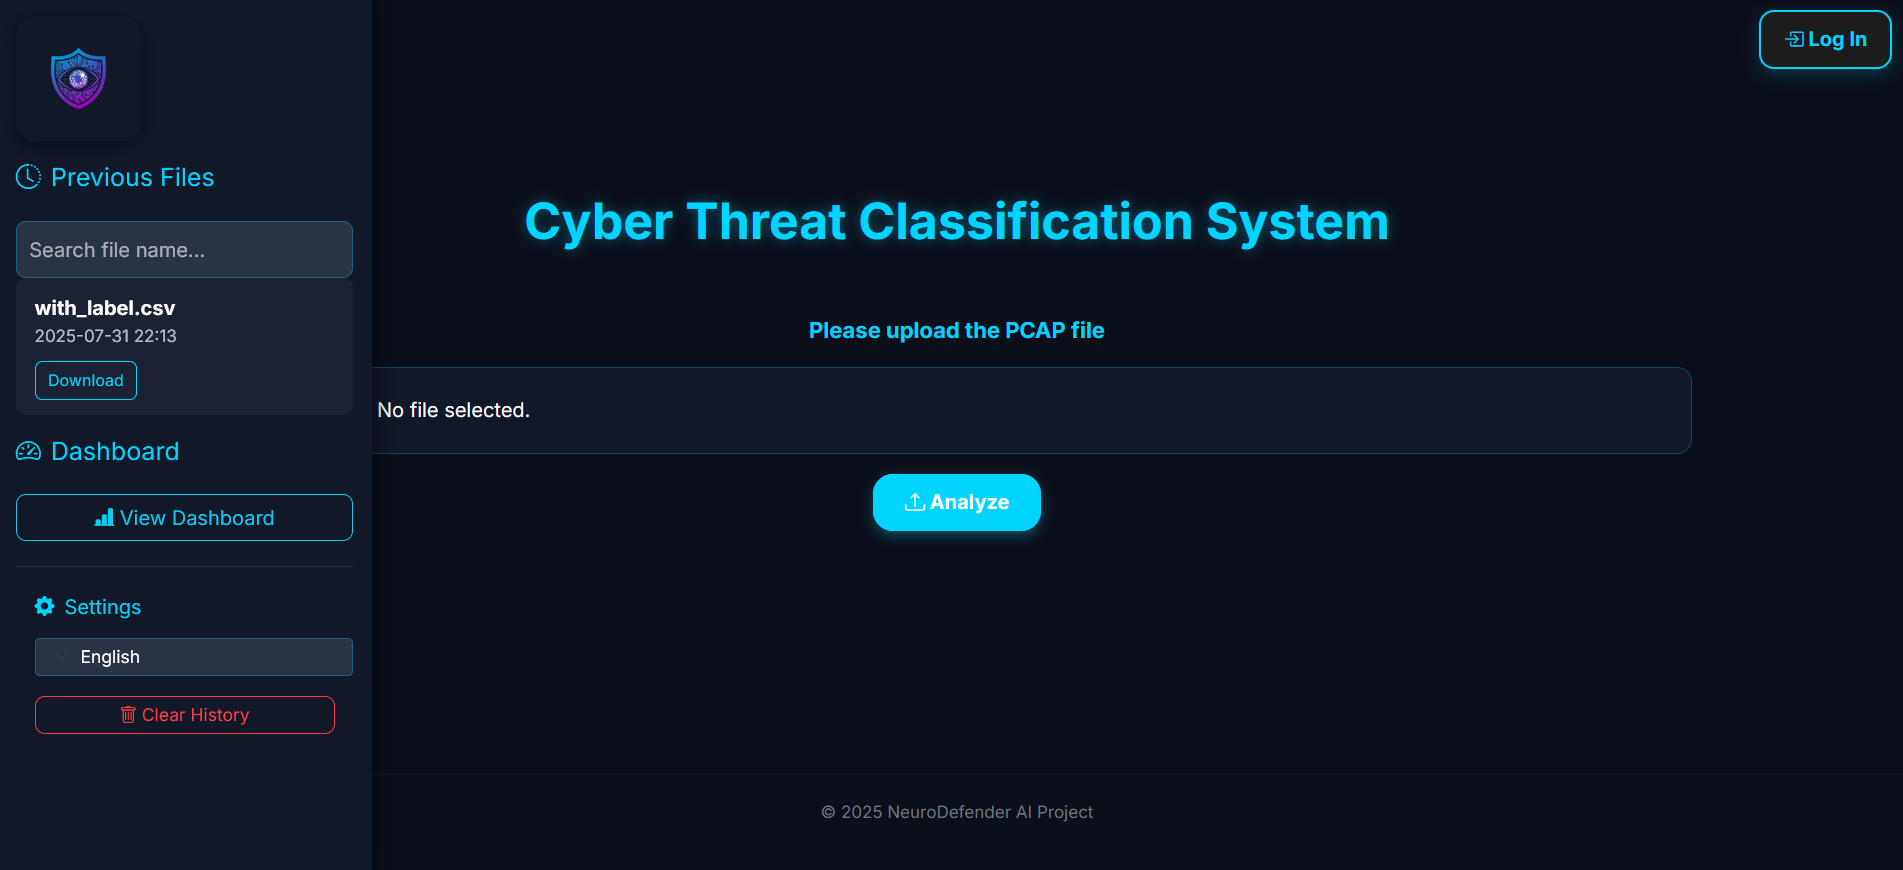 Log In
Previous Files
Search file name...
with_label.csv
2025-07-31 22:13
Download
Dashboard
View Dashboard
Settings
English
Clear History
Cyber Threat Classification System
Please upload the PCAP file
No file selected.
Analyze
© 2025 NeuroDefender AI Project